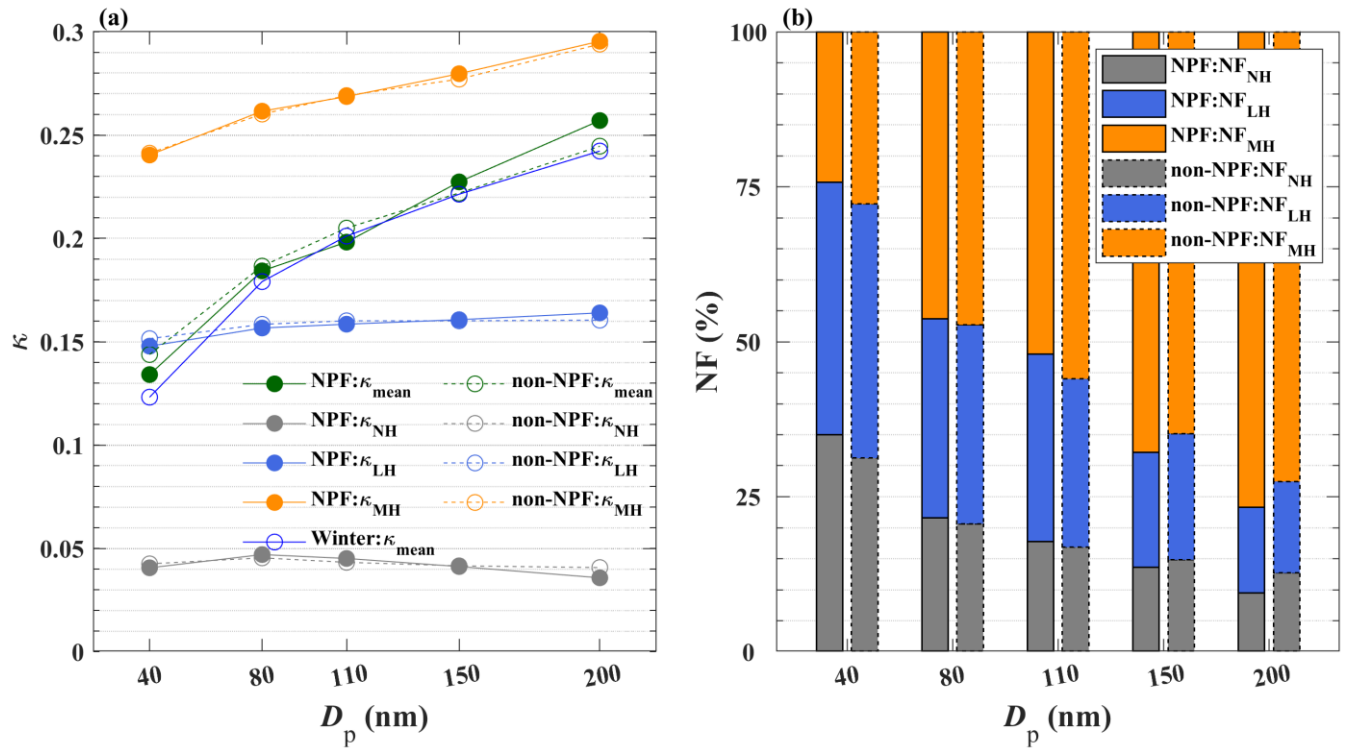 (a)
0.3
0.25
0.2
0.15
0.1
0.05
0
κ
NPF:κmean
non-NPF:κmean
NPF:κNH
non-NPF:κNH
NPF:κLH
non-NPF:κLH
NPF:κMH
non-NPF:κMH
Winter:κmean
40
80
110
150
200
Dp (nm)
(b)
100
75
50
25
0
NF (%)
NPF:NFNH
NPF:NFLH
NPF:NFMH
non-NPF:NFNH
non-NPF:NFLH
non-NPF:NFMH
40
80
110
150
200
Dp (nm)